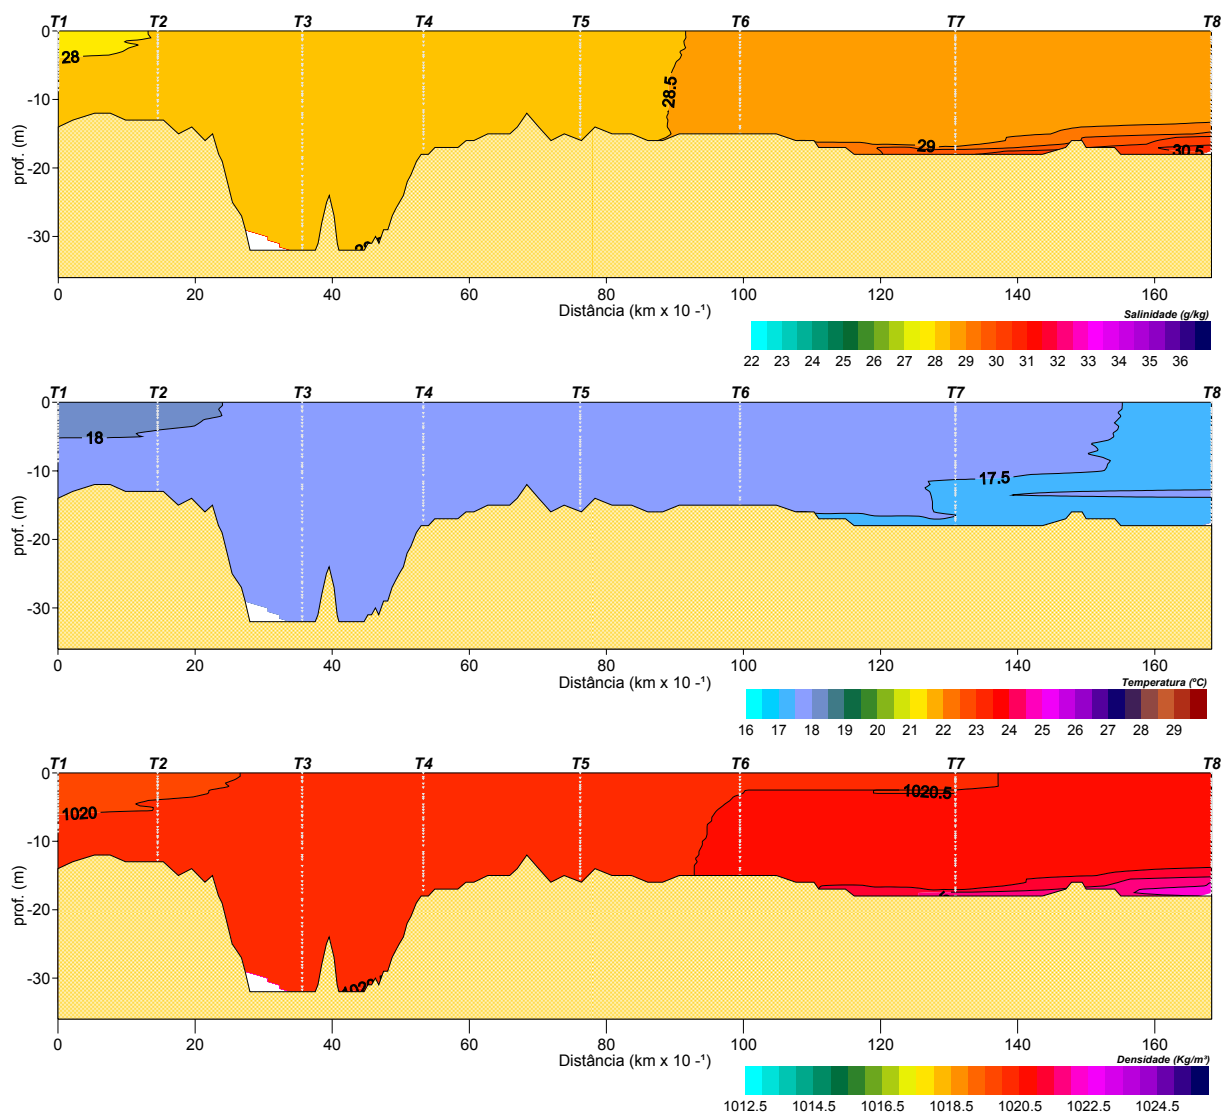 T1 T2 T3 T4 T5 T6 T7 T8
0
28
28.5
-10
prof. (m)
29
30.5
-20
-30
0 20 40 60 80 100 120 140 160
Distância (km x 10 -¹)
Salinidade (g/kg)
22 23 24 25 26 27 28 29 30 31 32 33 34 35 36
T1 T2 T3 T4 T5 T6 T7 T8
0
18
-10
17.5
prof. (m)
-20
-30
0 20 40 60 80 100 120 140 160
Distância (km x 10 -¹)
Temperatura (ºC)
16 17 18 19 20 21 22 23 24 25 26 27 28 29
T1 T2 T3 T4 T5 T6 T7 T8
0
1020.5
1020
-10
prof. (m)
-20
-30
0 20 40 60 80 100 120 140 160
Distância (km x 10 -¹)
Densidade (Kg/m³)
1012.5 1014.5 1016.5 1018.5 1020.5 1022.5 1024.5